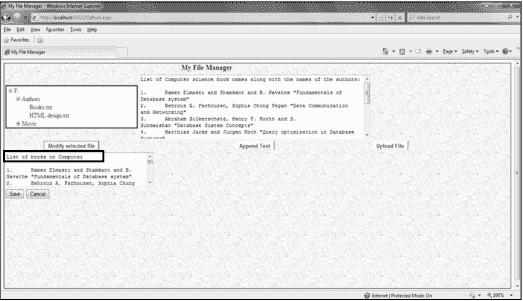 My File Manager - Windows Internet Explorer
File Edit View Favorites Tools Help
Favorites
My File Manager
Page Safety Tools
My File Manager
F:
Authors
Books.txt
HTML design.txt
Movie
List of Computer science book names along with the names of the authors:
1. Ramez Elmasri and Shamkant and B. Navathe "Fundamentals of
Database system"
2. Behrouz A. Farhouzen, Sophia Chung Fegan "Data Communication
and Networking"
3. Abraham Silberschatz, Henry F. Korth and S.
Sudarshan "Database System Concepts"
4. Matthias Jarke and Jurgen Koch "Query optimization in Database
Modify selected file
Append Text
Upload File
List of books on Computer
1. Ramez Elmasri and Shamkant and B.
Navathe "Fundamentals of Database system"
2. Behrouz A. Farhouzen, Sophia Chung
Save Cancel
Internet | Protected Mode: On
100%